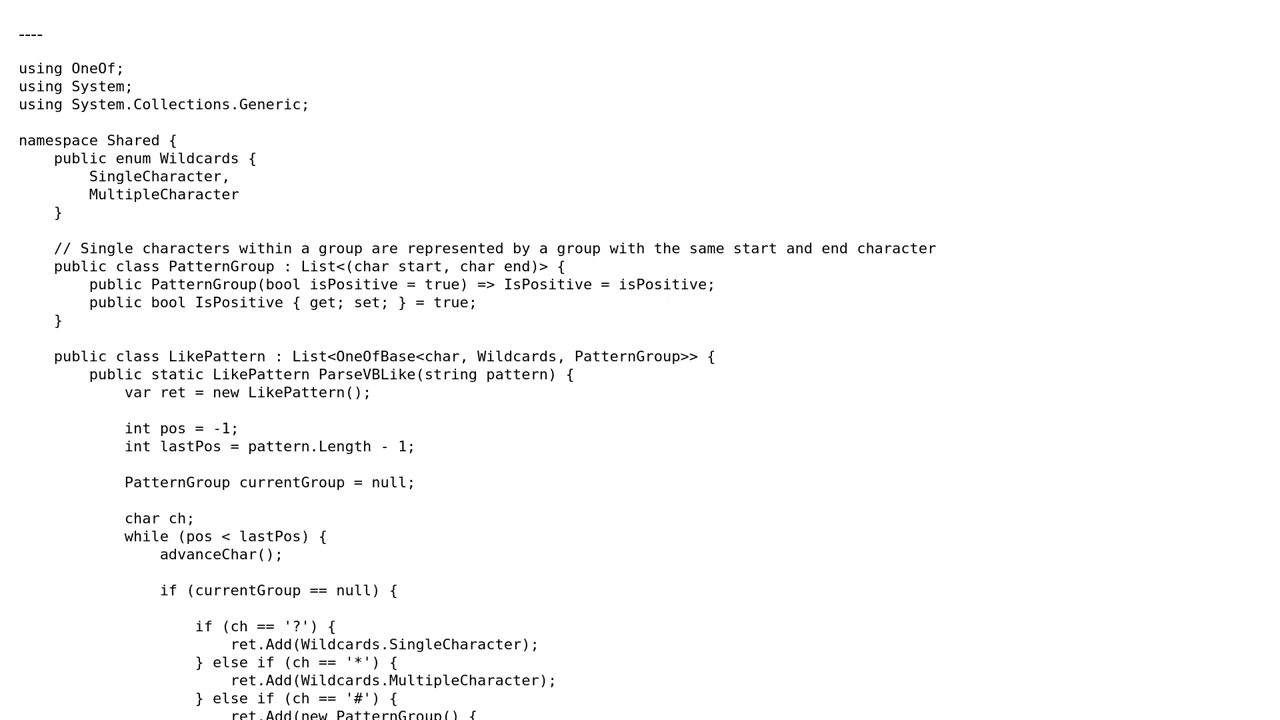 ----
using OneOf;
using System;
using System.Collections.Generic;

namespace Shared {
    public enum Wildcards {
        SingleCharacter,
        MultipleCharacter
    }

    // Single characters within a group are represented by a group with the same start and end character
    public class PatternGroup : List<(char start, char end)> {
        public PatternGroup(bool isPositive = true) => IsPositive = isPositive;
        public bool IsPositive { get; set; } = true;
    }

    public class LikePattern : List<OneOfBase<char, Wildcards, PatternGroup>> {
        public static LikePattern ParseVBLike(string pattern) {
            var ret = new LikePattern();

            int pos = -1;
            int lastPos = pattern.Length - 1;

            PatternGroup currentGroup = null;

            char ch;
            while (pos < lastPos) {
                advanceChar();

                if (currentGroup == null) {

                    if (ch == '?') {
                        ret.Add(Wildcards.SingleCharacter);
                    } else if (ch == '*') {
                        ret.Add(Wildcards.MultipleCharacter);
                    } else if (ch == '#') {
                        ret.Add(new PatternGroup() {